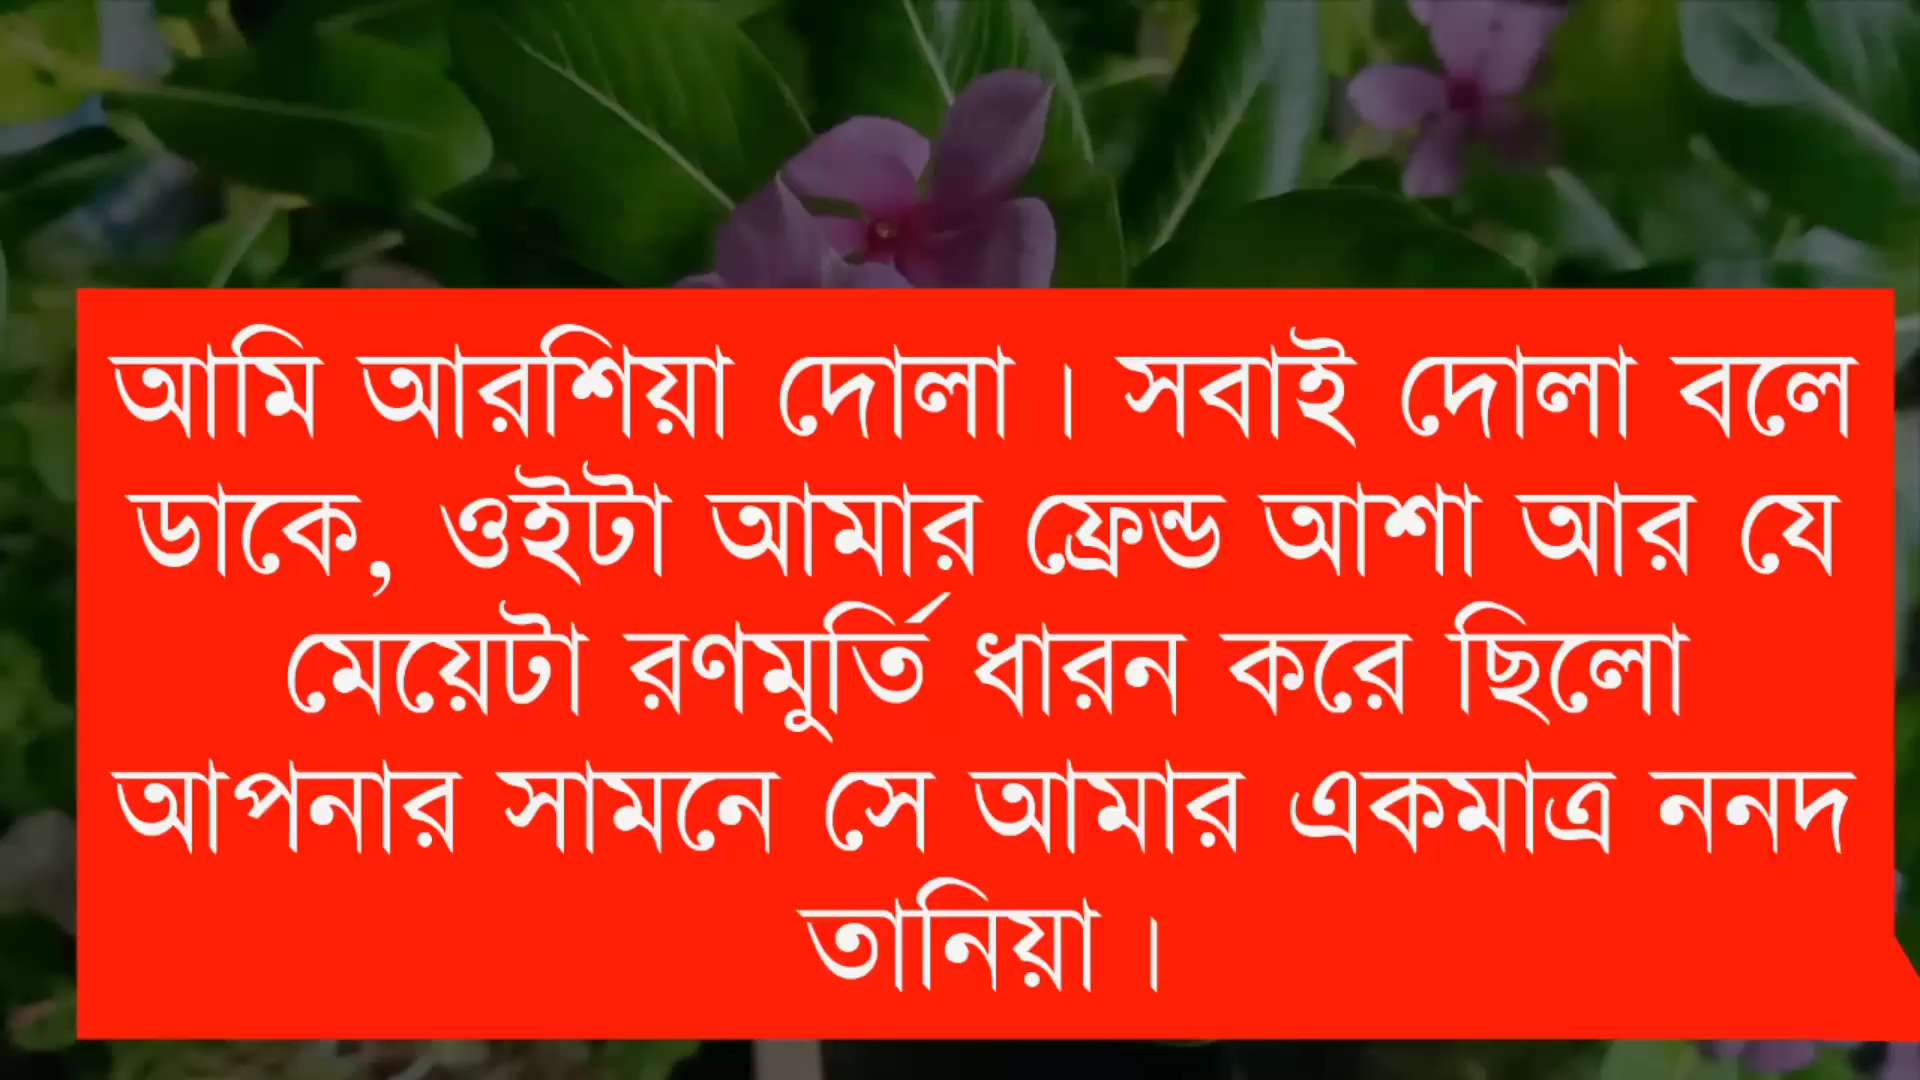 আমি আরশিয়া দোলা। সবাই দোলা বলে
ডাকে, ওইটা আমার ফ্রেন্ড আশা আর যে
মেয়েটা রণমূর্তি ধারন করে ছিলো
আপনার সামনে সে আমার একমাত্র ননদ
তানিয়া।